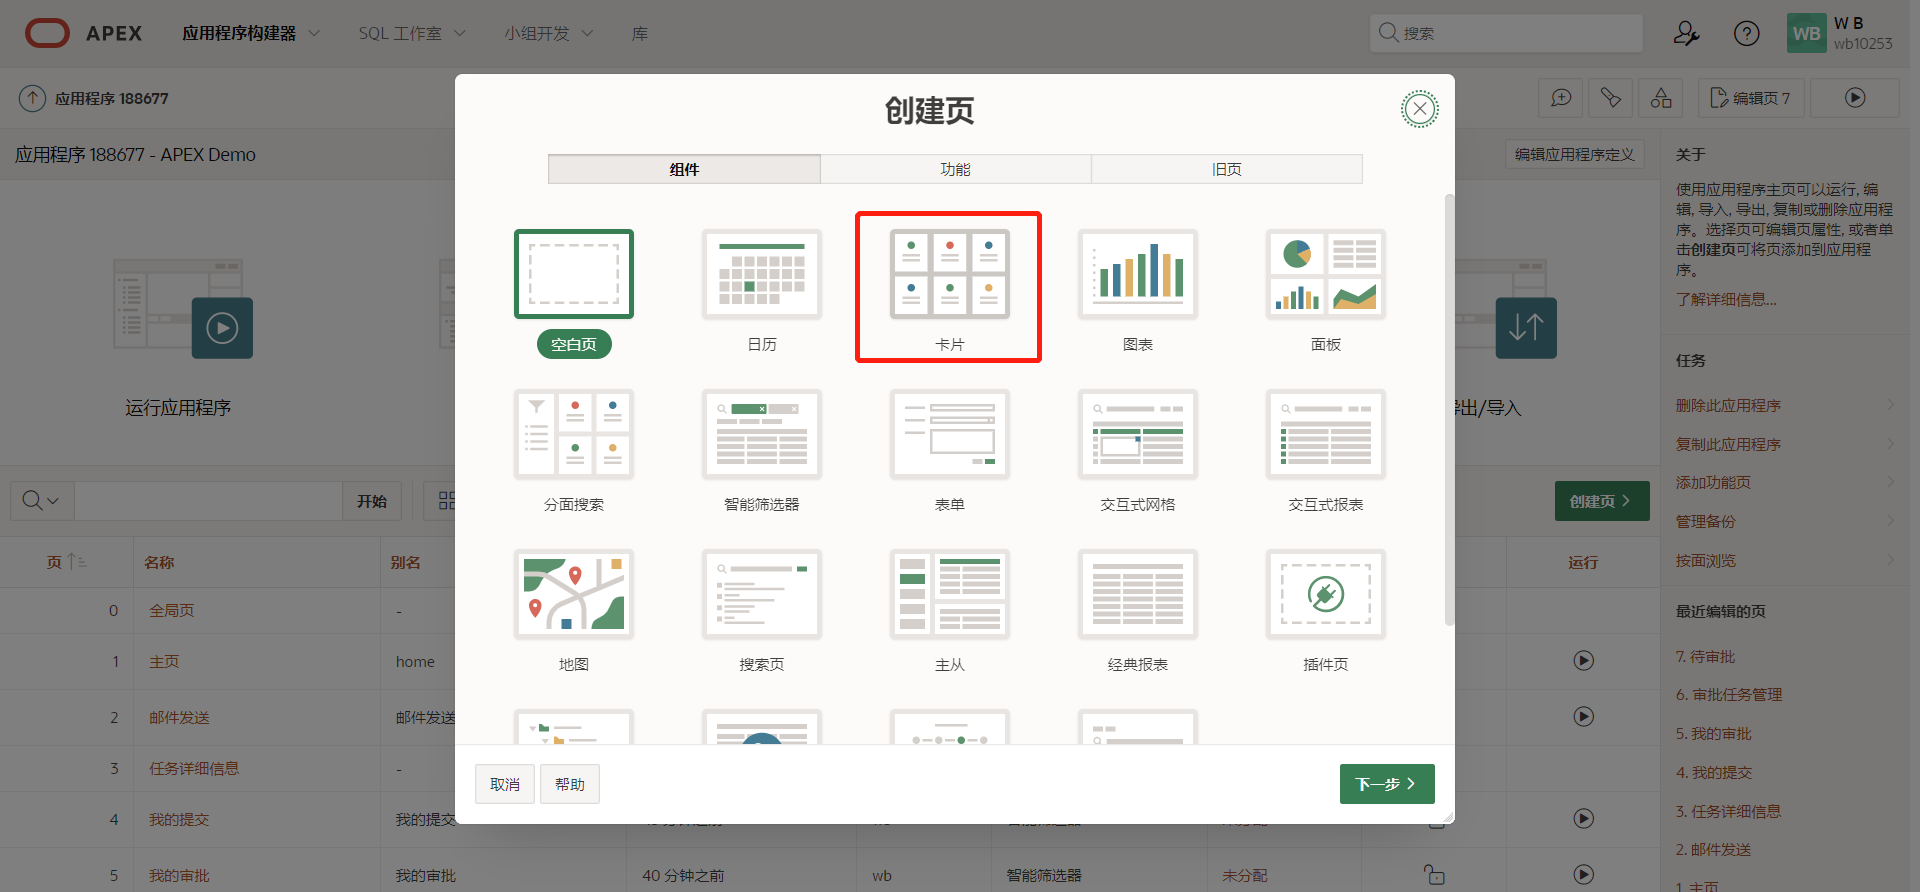 APEX
应用程序构建器
SQL 工作室
小组开发
库
搜索
WB
W B
wb10253
应用程序 188677
编辑页 7
应用程序 188677 - APEX Demo
编辑应用程序定义
创建页
组件
功能
旧页
空白页
日历
卡片
图表
面板
分面搜索
智能筛选器
表单
交互式网格
交互式报表
地图
搜索页
主从
经典报表
插件页
取消
帮助
下一步
运行应用程序
导出/导入
开始
创建页
页
名称
别名
运行
0
全局页
-
1
主页
home
2
邮件发送
邮件发送
3
任务详细信息
-
4
我的提交
我的提交
5
我的审批
我的审批
40 分钟之前
wb
智能筛选器
未分配
关于
使用应用程序主页可以运行, 编
辑, 导入, 导出, 复制或删除应用程
序。选择页可编辑页属性, 或者单
击创建页可将页添加到应用程
序。
了解详细信息...
任务
删除此应用程序
复制此应用程序
添加功能页
管理备份
按面浏览
最近编辑的页
7. 待审批
6. 审批任务管理
5. 我的审批
4. 我的提交
3. 任务详细信息
2. 邮件发送
1. 主页